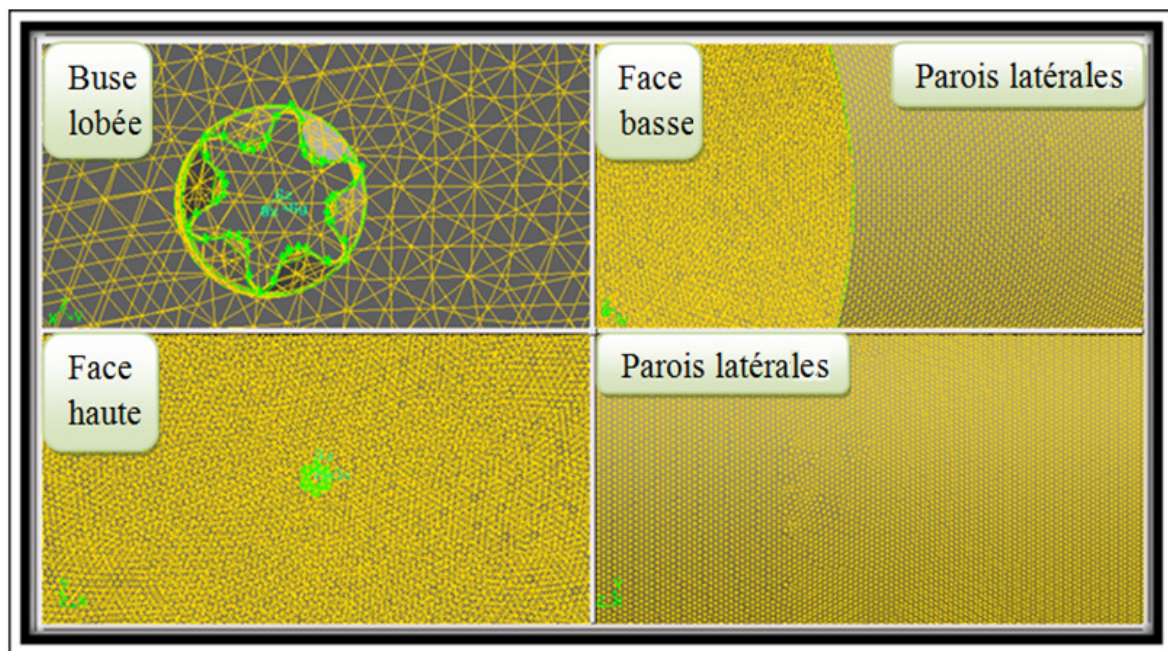 Buse
lobée
Face
basse
Parois latérales
Face
haute
Parois latérales